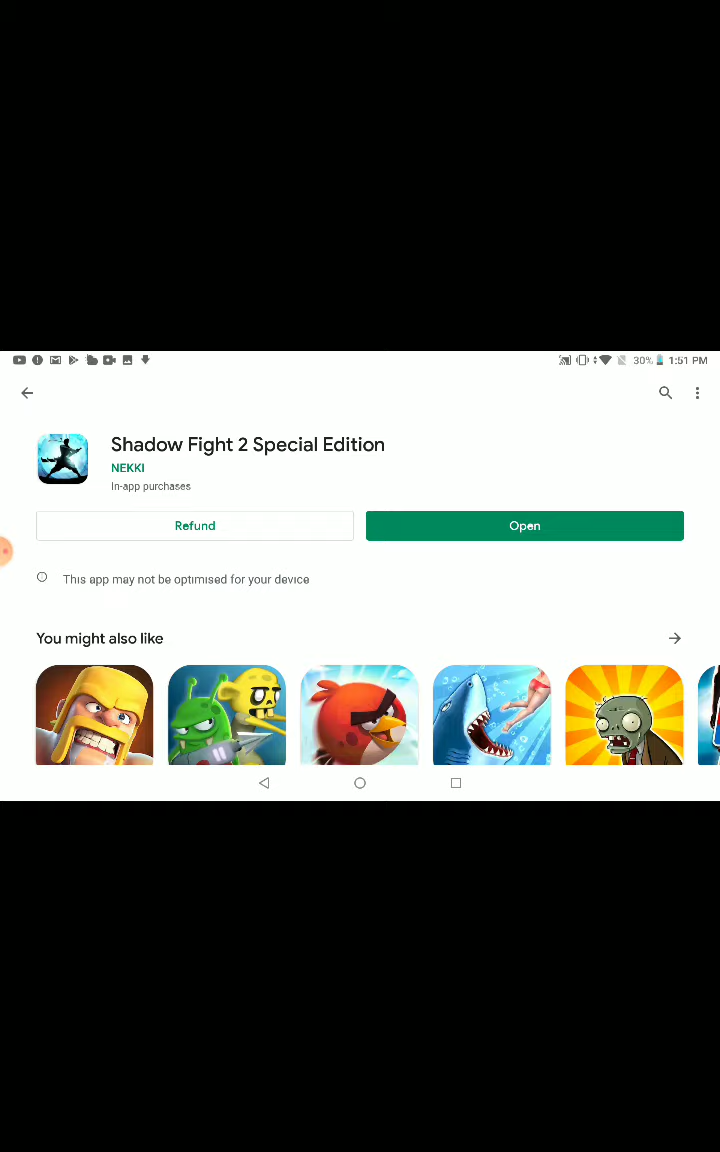 30% 1:51 PM
Shadow Fight 2 Special Edition
NEKKI
In-app purchases
Refund Open
This app may not be optimised for your device
You might also like